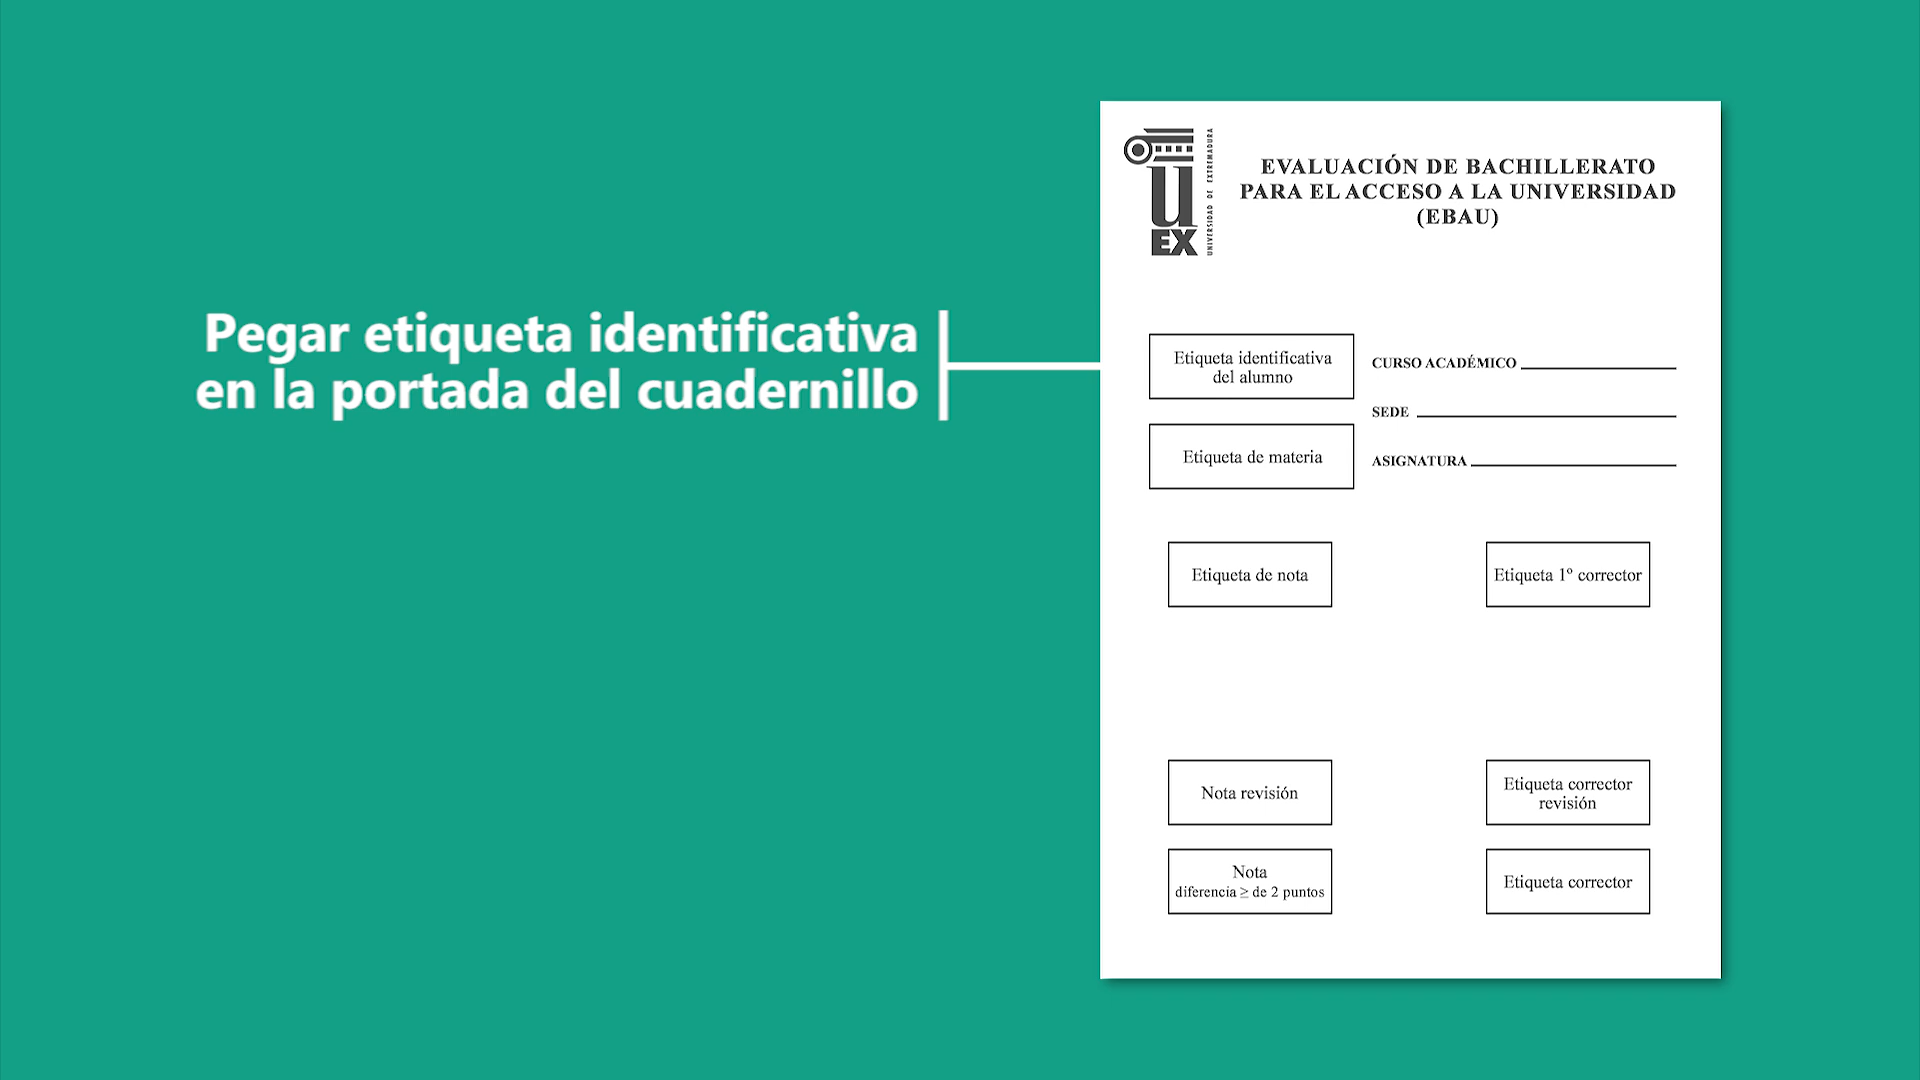 Pegar etiqueta identificativa
en la portada del cuadernillo
UEX
UNIVERSIDAD DE EXTREMADURA
EVALUACIÓN DE BACHILLERATO
PARA EL ACCESO A LA UNIVERSIDAD
(EBAU)
Etiqueta identificativa
del alumno
CURSO ACADÉMICO
SEDE
Etiqueta de materia
ASIGNATURA
Etiqueta de nota
Etiqueta 1º corrector
Nota revisión
Etiqueta corrector
revisión
Nota
diferencia ≥ de 2 puntos
Etiqueta corrector